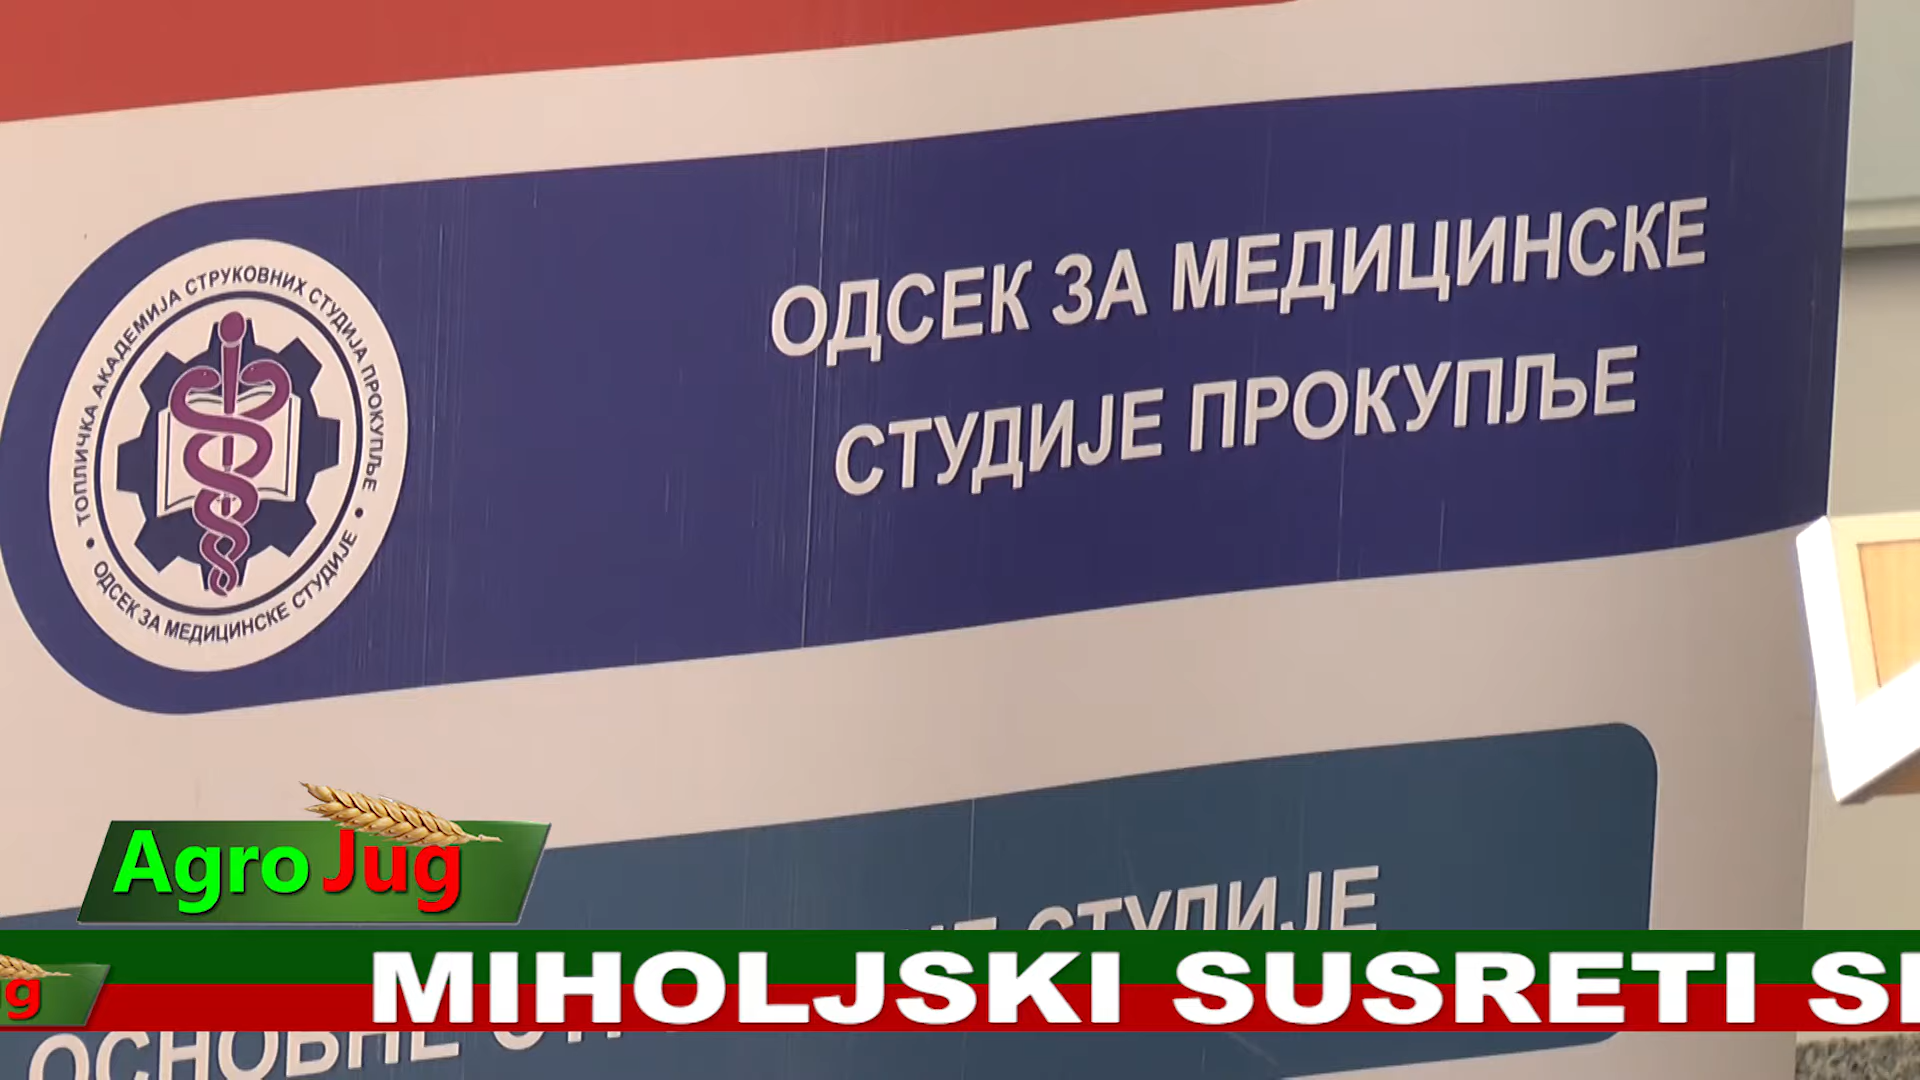 ТОПЛИЧКА АКАДЕМИЈА СТРУКОВНИХ СТУДИЈА ПРОКУПЉЕ
ОДСЕК ЗА МЕДИЦИНСКЕ СТУДИЈЕ
ОДСЕК ЗА МЕДИЦИНСКЕ
СТУДИЈЕ ПРОКУПЉЕ
СТУДИЈЕ
Agro Jug
MIHOLJSKI SUSRETI
ОСНОВНЕ